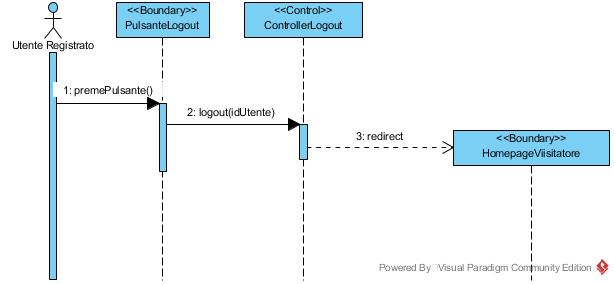 <<Boundary>>
PulsanteLogout
<<Control>>
ControllerLogout
Utente Registrato
1: premePulsante()
2: logout(idUtente)
3: redirect
<<Boundary>>
HomepageViisitatore
Powered By Visual Paradigm Community Edition